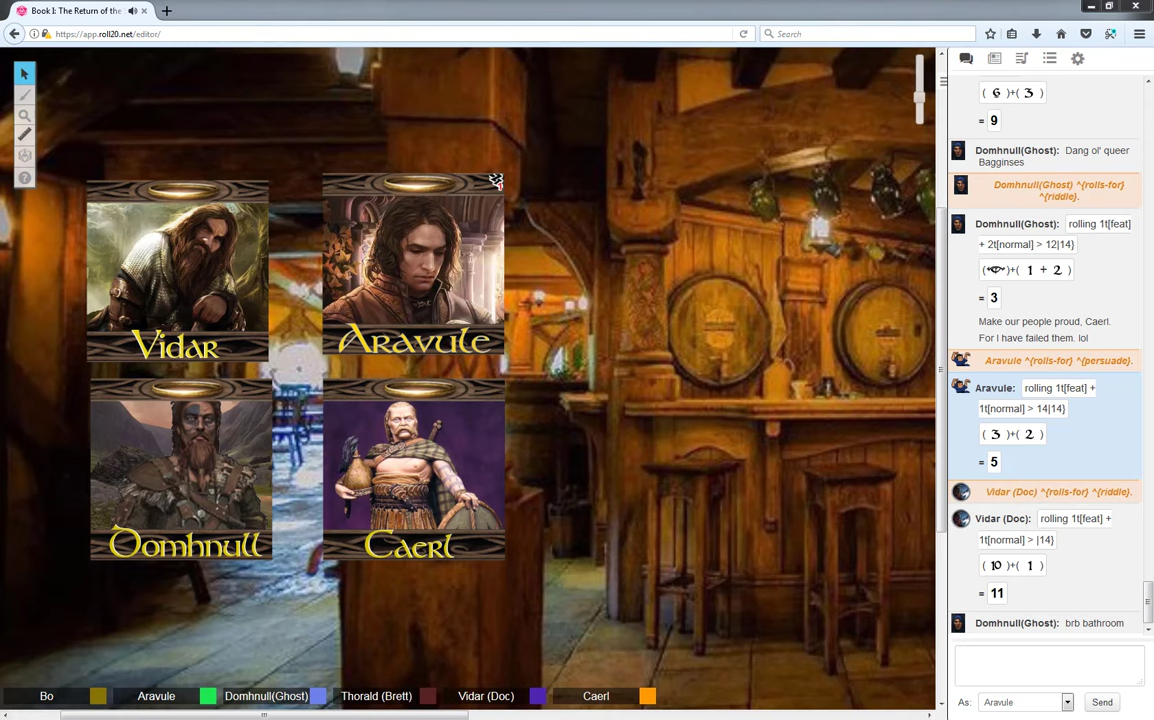 Book I: The Return of the
https://app.roll20.net/editor/
Search
( 6 )+( 3 )
= 9
Domhnull(Ghost): Dang ol' queer
Bagginses
Domhnull(Ghost) ^{rolls-for}
^{riddle}.
Domhnull(Ghost): rolling 1t[feat]
+ 2t[normal] > 12|14}
( )+( 1 + 2 )
= 3
Make our people proud, Caerl.
For I have failed them. lol
Aravule ^{rolls-for} ^{persuade}.
Aravule: rolling 1t[feat] +
1t[normal] > 14|14}
( 3 )+( 2 )
= 5
Vidar (Doc) ^{rolls-for} ^{riddle}.
Vidar (Doc): rolling 1t[feat] +
1t[normal] > |14}
( 10 )+( 1 )
= 11
Domhnull(Ghost): brb bathroom
As: Aravule Send
Vidar
Aravule
Domhnull
Caerl
Bo Aravule Domhnull(Ghost) Thorald (Brett) Vidar (Doc) Caerl